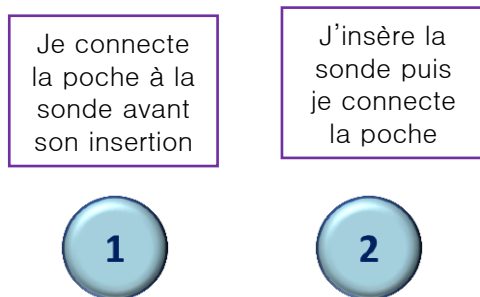 Je connecte
la poche à la
sonde avant
son insertion
J'insère la
sonde puis
je connecte
la poche
1
2